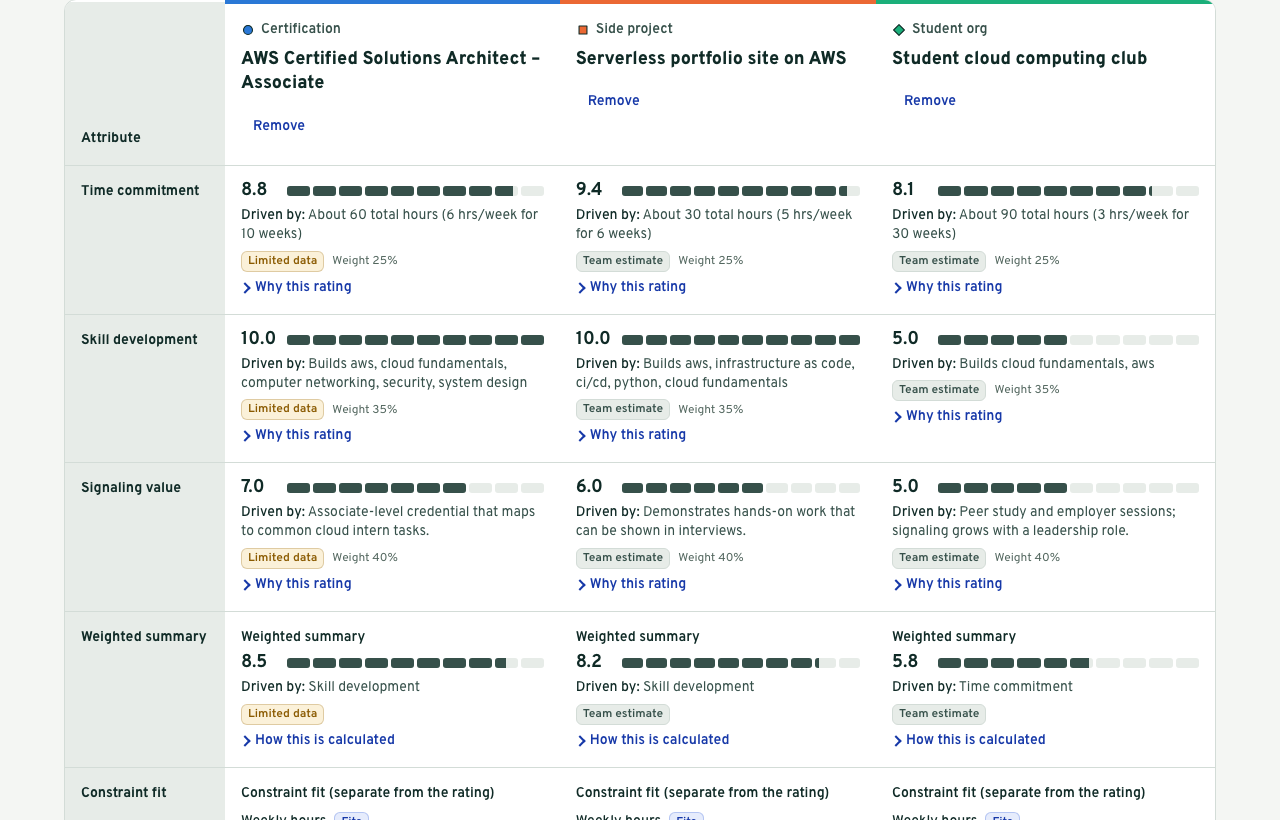 Attribute
Certification
AWS Certified Solutions Architect –
Associate
Remove
Side project
Serverless portfolio site on AWS
Remove
Student org
Student cloud computing club
Remove
Time commitment
8.8
Driven by: About 60 total hours (6 hrs/week for
10 weeks)
Limited data Weight 25%
Why this rating
9.4
Driven by: About 30 total hours (5 hrs/week
for 6 weeks)
Team estimate Weight 25%
Why this rating
8.1
Driven by: About 90 total hours (3 hrs/week for
30 weeks)
Team estimate Weight 25%
Why this rating
Skill development
10.0
Driven by: Builds aws, cloud fundamentals,
computer networking, security, system design
Limited data Weight 35%
Why this rating
10.0
Driven by: Builds aws, infrastructure as code,
ci/cd, python, cloud fundamentals
Team estimate Weight 35%
Why this rating
5.0
Driven by: Builds cloud fundamentals, aws
Team estimate Weight 35%
Why this rating
Signaling value
7.0
Driven by: Associate-level credential that maps
to common cloud intern tasks.
Limited data Weight 40%
Why this rating
6.0
Driven by: Demonstrates hands-on work that
can be shown in interviews.
Team estimate Weight 40%
Why this rating
5.0
Driven by: Peer study and employer sessions;
signaling grows with a leadership role.
Team estimate Weight 40%
Why this rating
Weighted summary
Weighted summary
8.5
Driven by: Skill development
Limited data
How this is calculated
Weighted summary
8.2
Driven by: Skill development
Team estimate
How this is calculated
Weighted summary
5.8
Driven by: Time commitment
Team estimate
How this is calculated
Constraint fit
Constraint fit (separate from the rating)
Weekly hours Fits
Constraint fit (separate from the rating)
Weekly hours Fits
Constraint fit (separate from the rating)
Weekly hours Fits